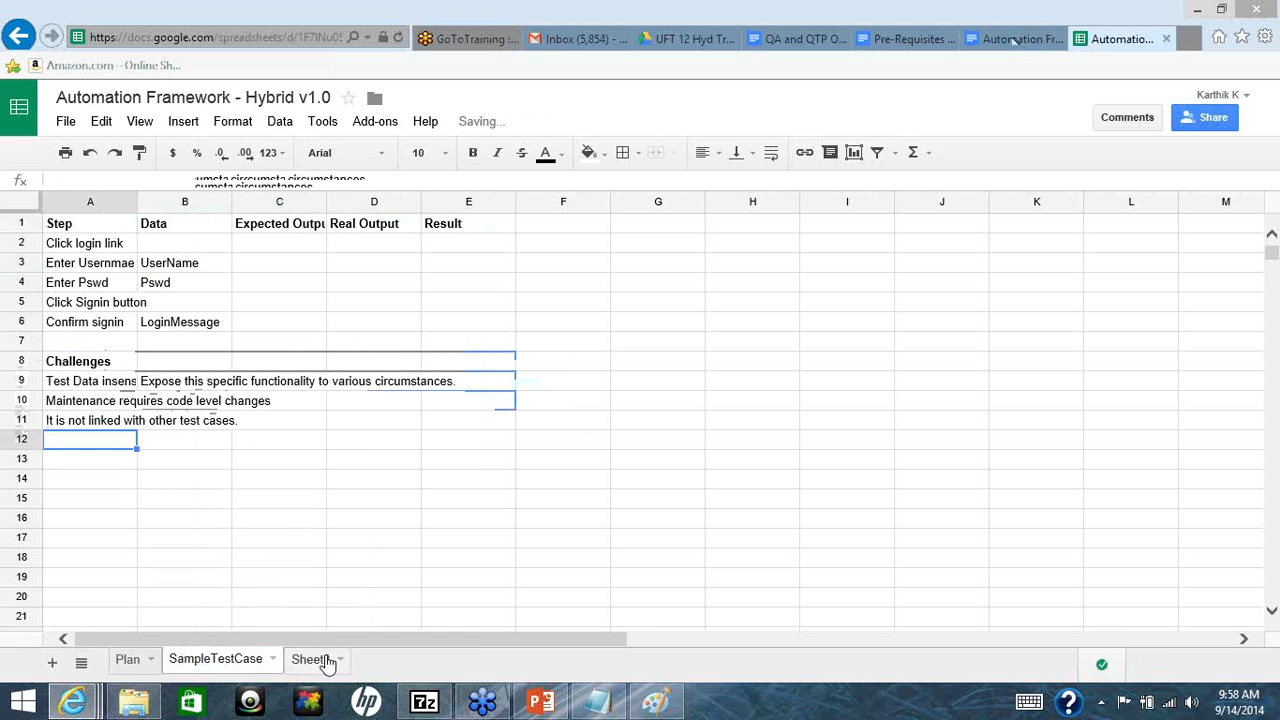 https://docs.google.com/spreadsheets/d/1F7INu0S
GoToTraining :...
Inbox (5,854) - ...
UFT 12 Hyd Tr...
QA and QTP O...
Pre-Requisites ...
Automation Fr...
Automatio...
Amazon.com – Online Sh...
Automation Framework - Hybrid v1.0
Karthik K
File Edit View Insert Format Data Tools Add-ons Help Saving...
Comments
Share
$ % .0 .00 123 Arial 10 B I S A Σ
fx
circumstances
A B C D E F G H I J K L M
1 Step Data Expected Outpu Real Output Result
2 Click login link
3 Enter Usernmae UserName
4 Enter Pswd Pswd
5 Click Signin button
6 Confirm signin LoginMessage
7
8 Challenges
9 Test Data insens Expose this specific functionality to various circumstances.
10 Maintenance requires code level changes
11 It is not linked with other test cases.
12
13
14
15
16
17
18
19
20
21
Plan SampleTestCase Sheet
hp
7z
9:58 AM
9/14/2014